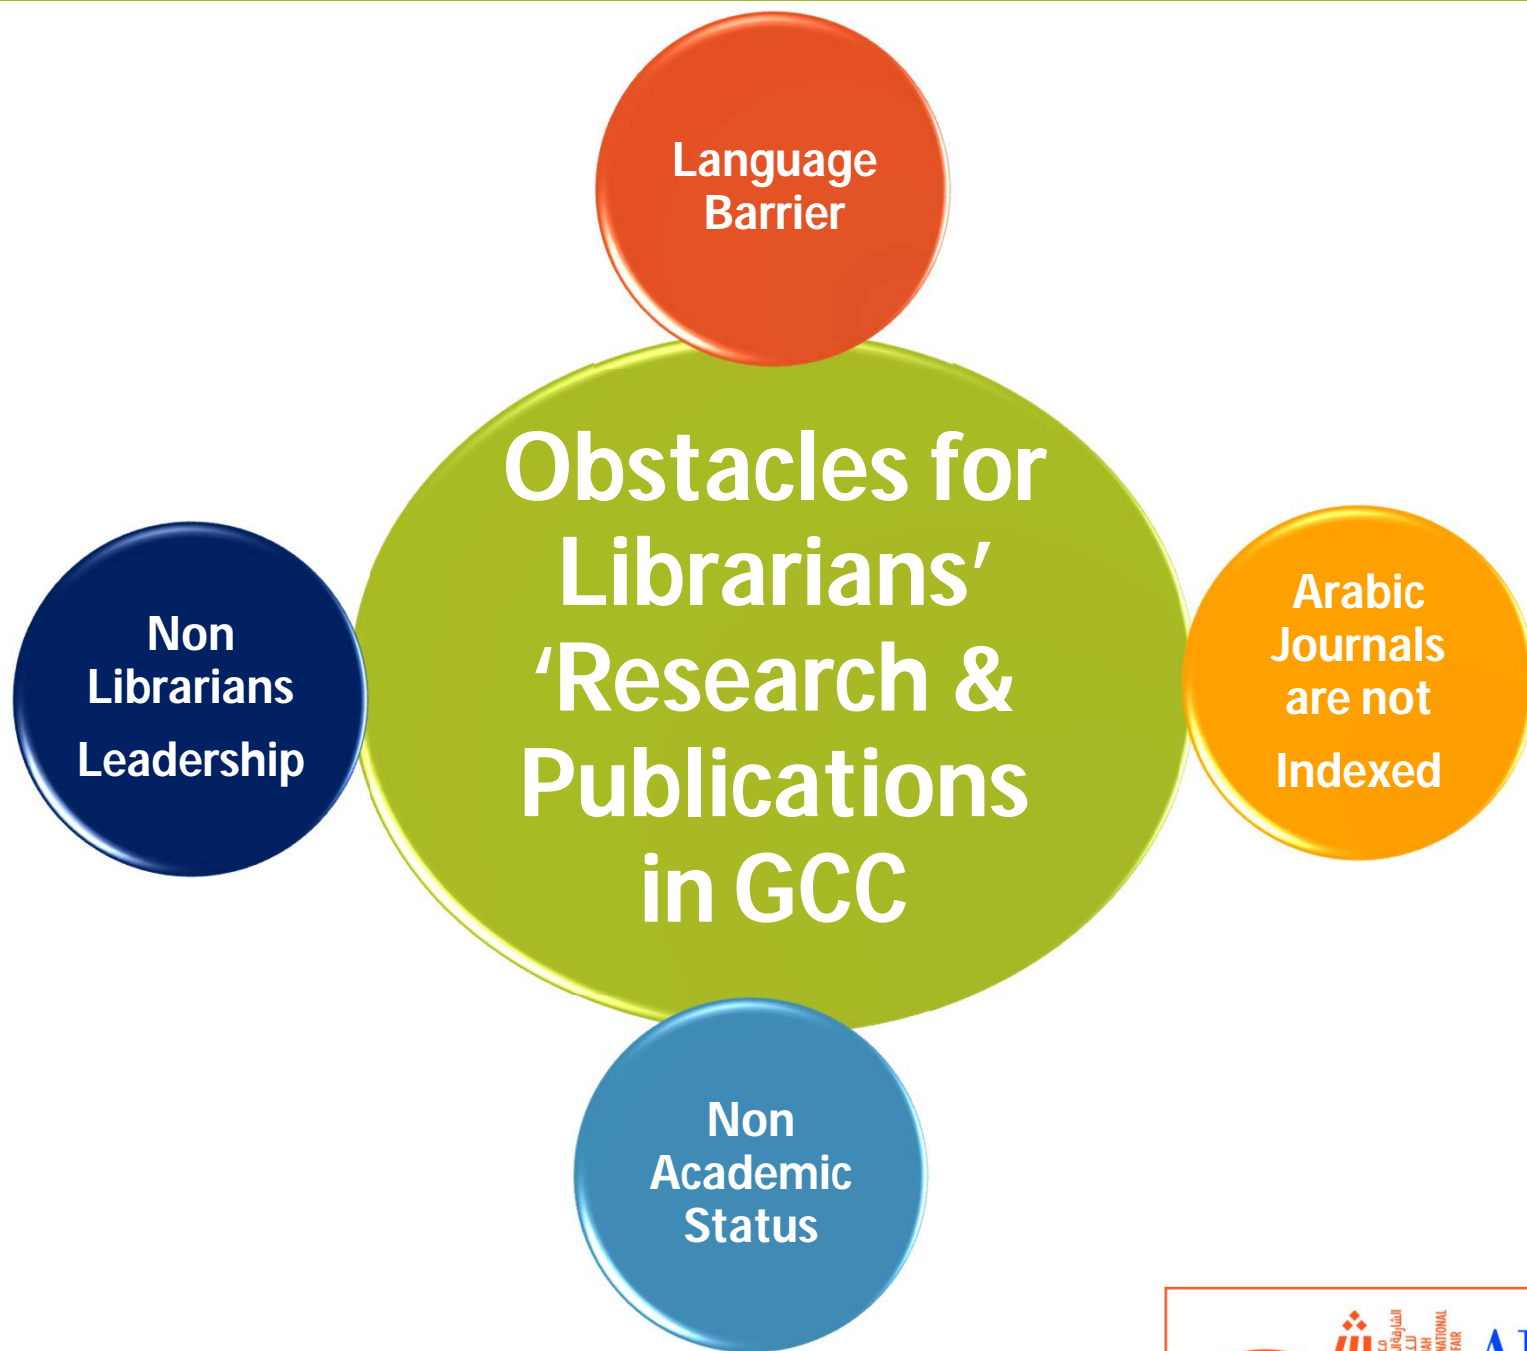 Language
Barrier
Obstacles for
Librarians’
‘Research &
Publications
in GCC
Non
Librarians
Leadership
Arabic
Journals
are not
Indexed
Non
Academic
Status